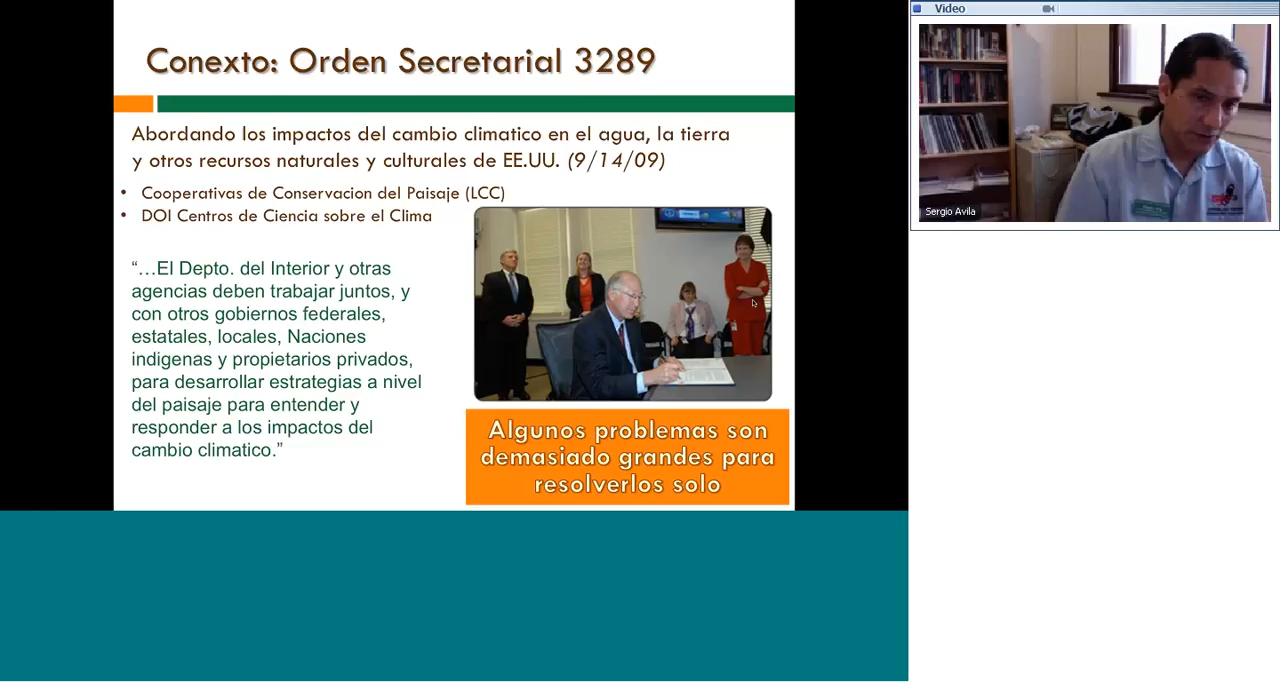 Conexto: Orden Secretarial 3289
Abordando los impactos del cambio climatico en el agua, la tierra
y otros recursos naturales y culturales de EE.UU. (9/14/09)
• Cooperativas de Conservacion del Paisaje (LCC)
• DOI Centros de Ciencia sobre el Clima
“…El Depto. del Interior y otras
agencias deben trabajar juntos, y
con otros gobiernos federales,
estatales, locales, Naciones
indigenas y propietarios privados,
para desarrollar estrategias a nivel
del paisaje para entender y
responder a los impactos del
cambio climatico.”
Algunos problemas son
demasiado grandes para
resolverlos solo
Video
Sergio Avila